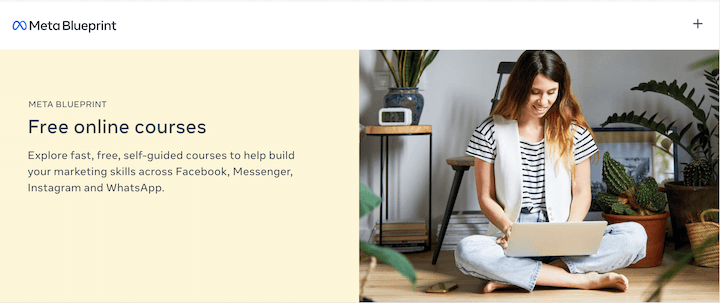 Meta Blueprint
META BLUEPRINT
Free online courses
Explore fast, free, self-guided courses to help build
your marketing skills across Facebook, Messenger,
Instagram and WhatsApp.